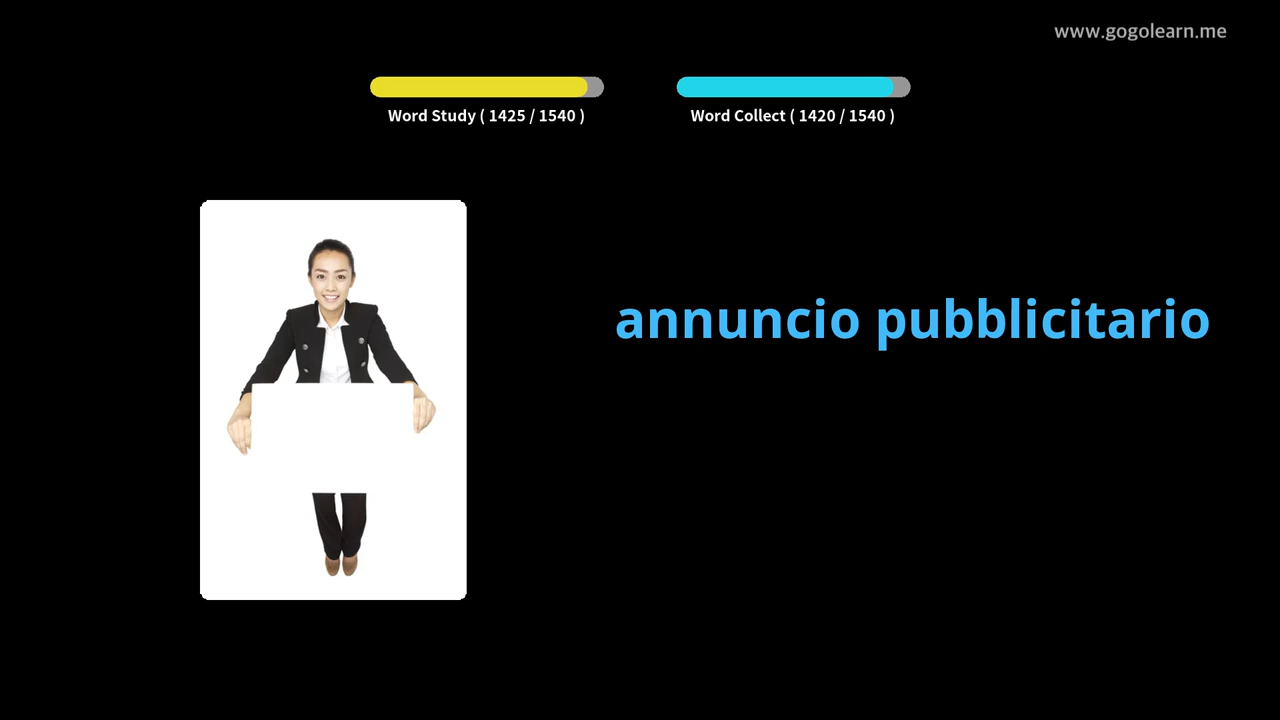 www.gogolearn.me
Word Study ( 1425 / 1540 )
Word Collect ( 1420 / 1540 )
annuncio pubblicitario